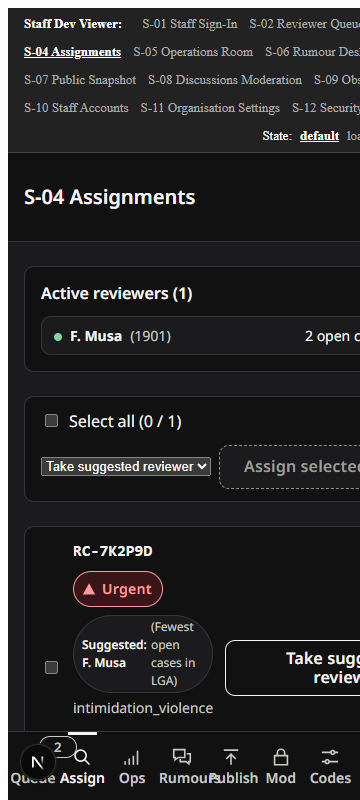 Staff Dev Viewer: S-01 Staff Sign-In S-02 Reviewer Queue
S-04 Assignments S-05 Operations Room S-06 Rumour Des
S-07 Public Snapshot S-08 Discussions Moderation S-09 Obs
S-10 Staff Accounts S-11 Organisation Settings S-12 Security
State: default loa
S-04 Assignments
Active reviewers (1)
F. Musa (1901) 2 open c
Select all (0 / 1)
Take suggested reviewer Assign selected
RC-7K2P9D
Urgent
Suggested: F. Musa
(Fewest open cases in LGA)
Take sugg
review
intimidation_violence
N 2
Queue Assign Ops Rumours Publish Mod Codes